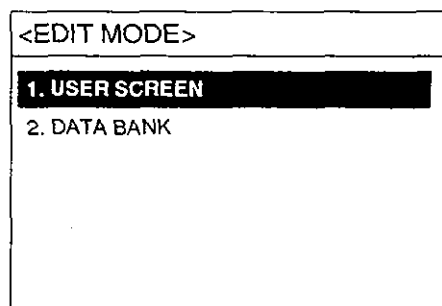 <EDIT MODE>
1. USER SCREEN
2. DATA BANK